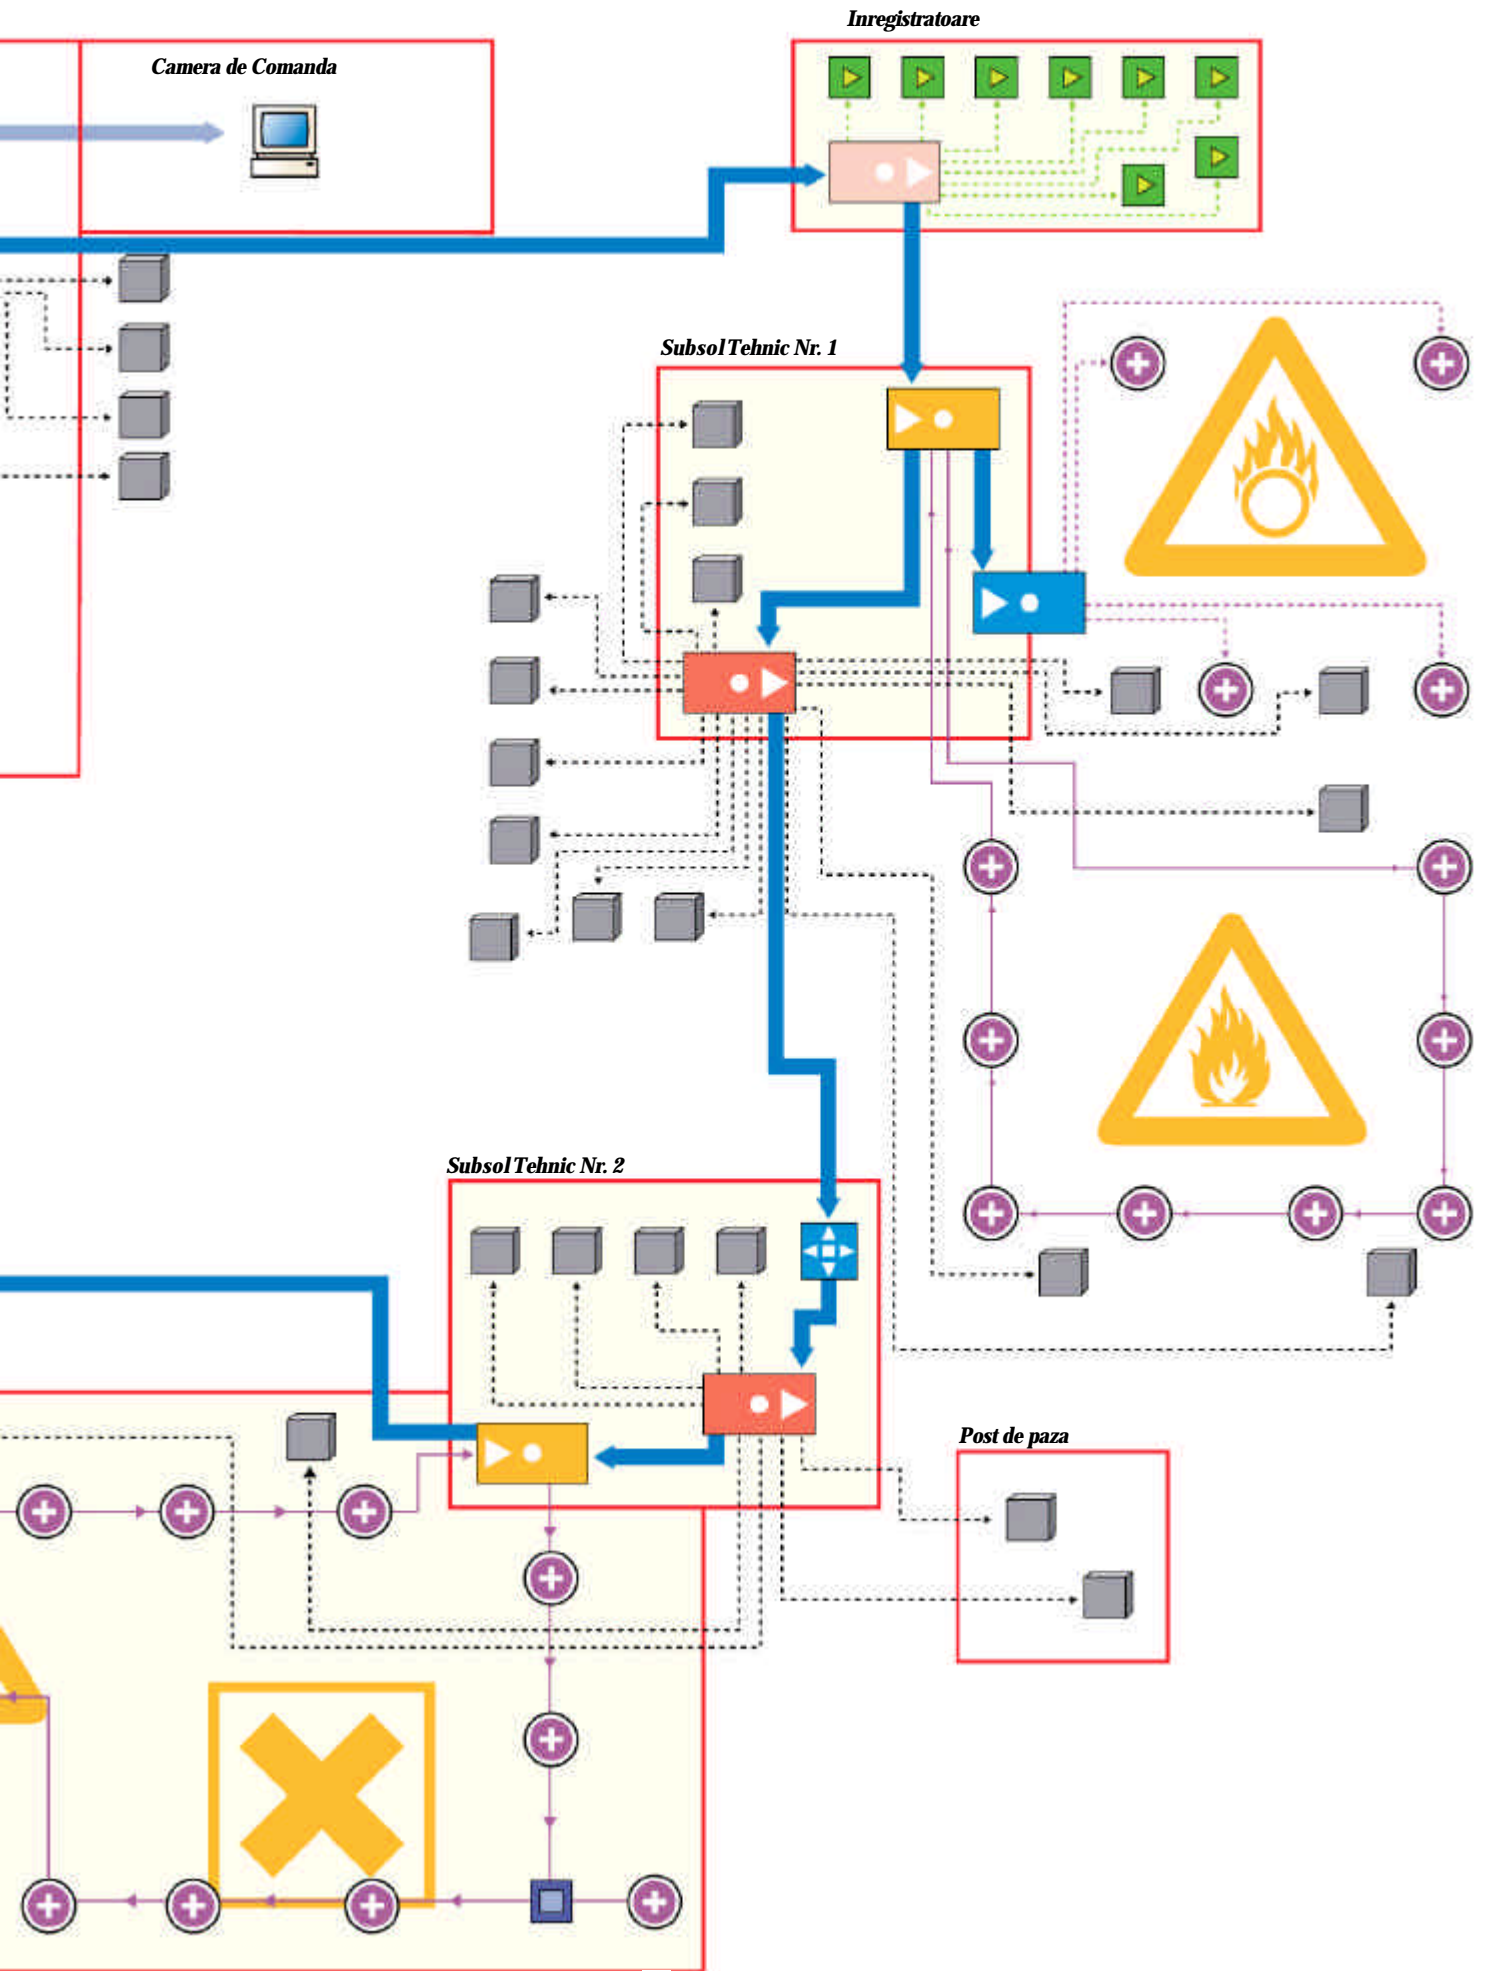 Inregistratoare
Camera de Comanda
Subsol Tehnic Nr. 1
Subsol Tehnic Nr. 2
Post de paza